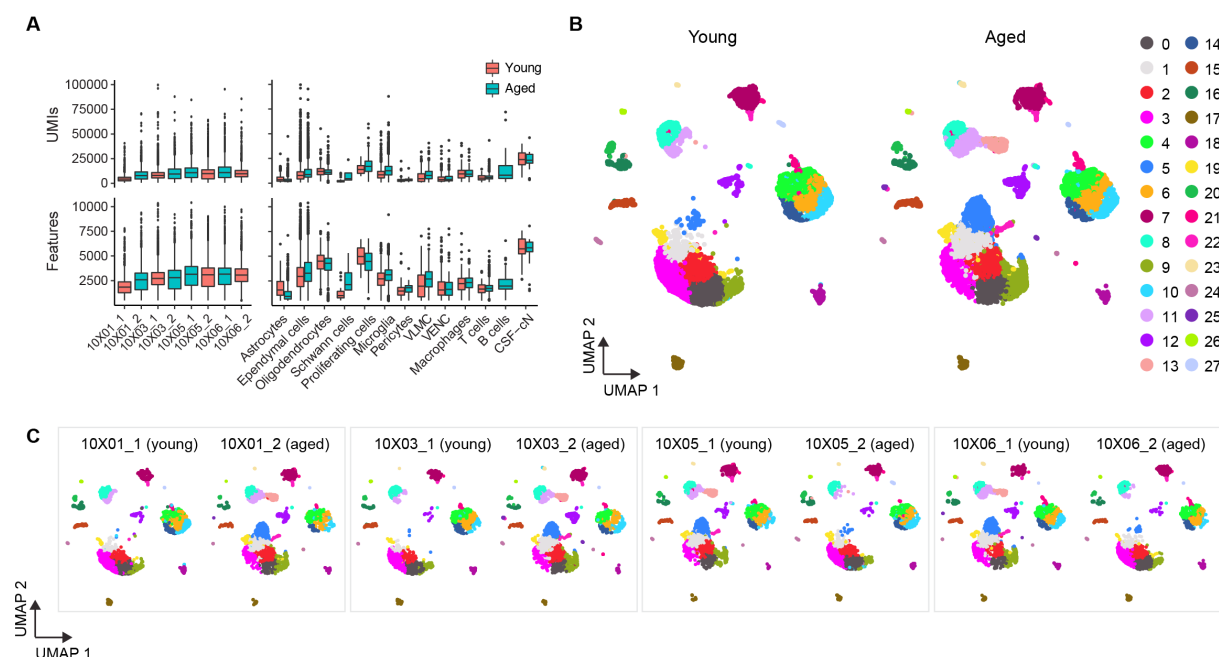 A
Young
Aged
UMIs
100000
75000
50000
25000
0
Features
10000
7500
5000
2500
10X01_1
10X01_2
10X03_1
10X03_2
10X05_1
10X05_2
10X06_1
10X06_2
Astrocytes
Ependymal cells
Oligodendrocytes
Schwann cells
Proliferating cells
Microglia
Pericytes
VLMC
VENC
Macrophages
T cells
B cells
CSF-cN
B
Young
Aged
UMAP 2
UMAP 1
0
1
2
3
4
5
6
7
8
9
10
11
12
13
14
15
16
17
18
19
20
21
22
23
24
25
26
27
C
10X01_1 (young)
10X01_2 (aged)
10X03_1 (young)
10X03_2 (aged)
10X05_1 (young)
10X05_2 (aged)
10X06_1 (young)
10X06_2 (aged)
UMAP 2
UMAP 1